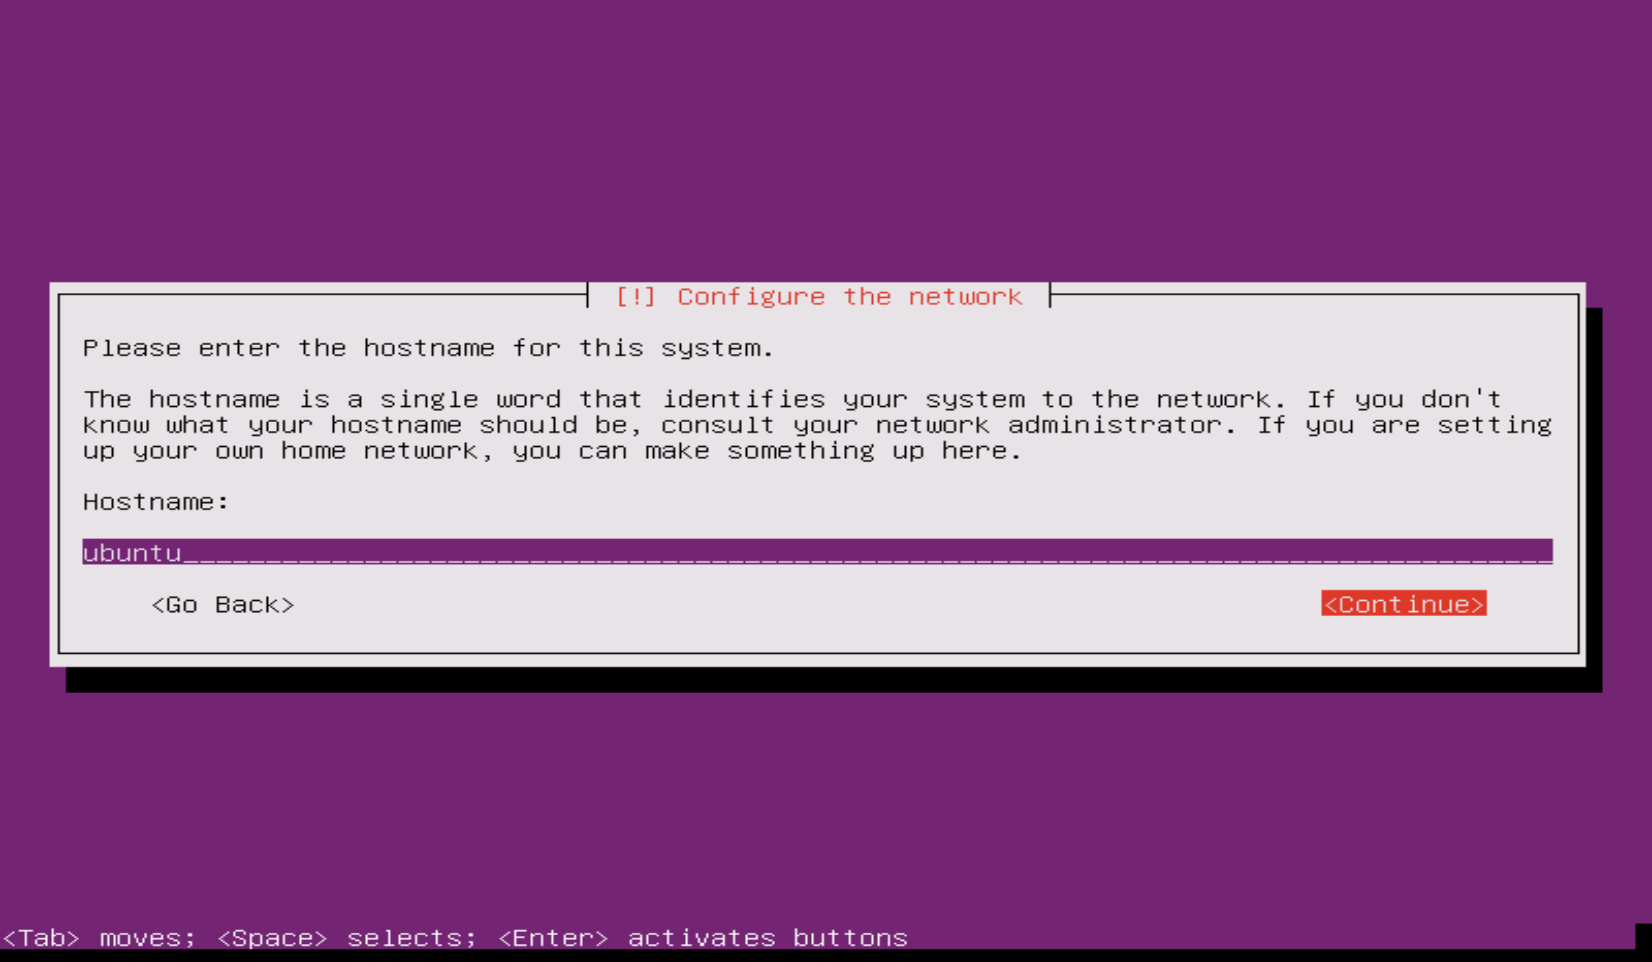 [!] Configure the network
Please enter the hostname for this system.
The hostname is a single word that identifies your system to the network. If you don't
know what your hostname should be, consult your network administrator. If you are setting
up your own home network, you can make something up here.
Hostname:
ubuntu
<Go Back> <Continue>
<Tab> moves; <Space> selects; <Enter> activates buttons